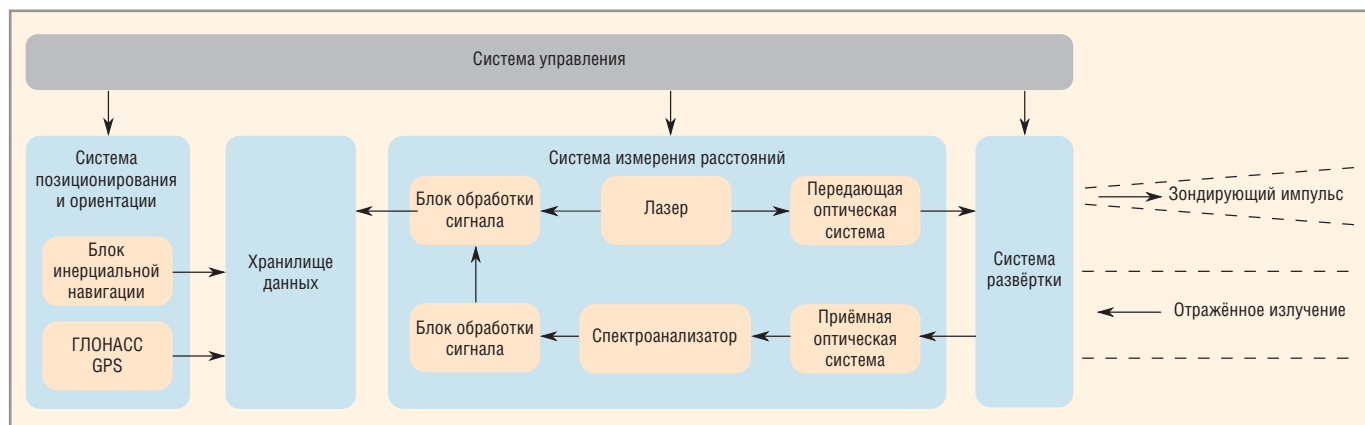 Система управления
Система
позиционирования
и ориентации
Блок
инерциальной
навигации
ГЛОНАСС
GPS
Хранилище
данных
Система измерения расстояний
Блок обработки
сигнала
Лазер
Передающая
оптическая
система
Блок обработки
сигнала
Спектроанализатор
Приёмная
оптическая
система
Система
развёртки
Зондирующий импульс
Отражённое излучение